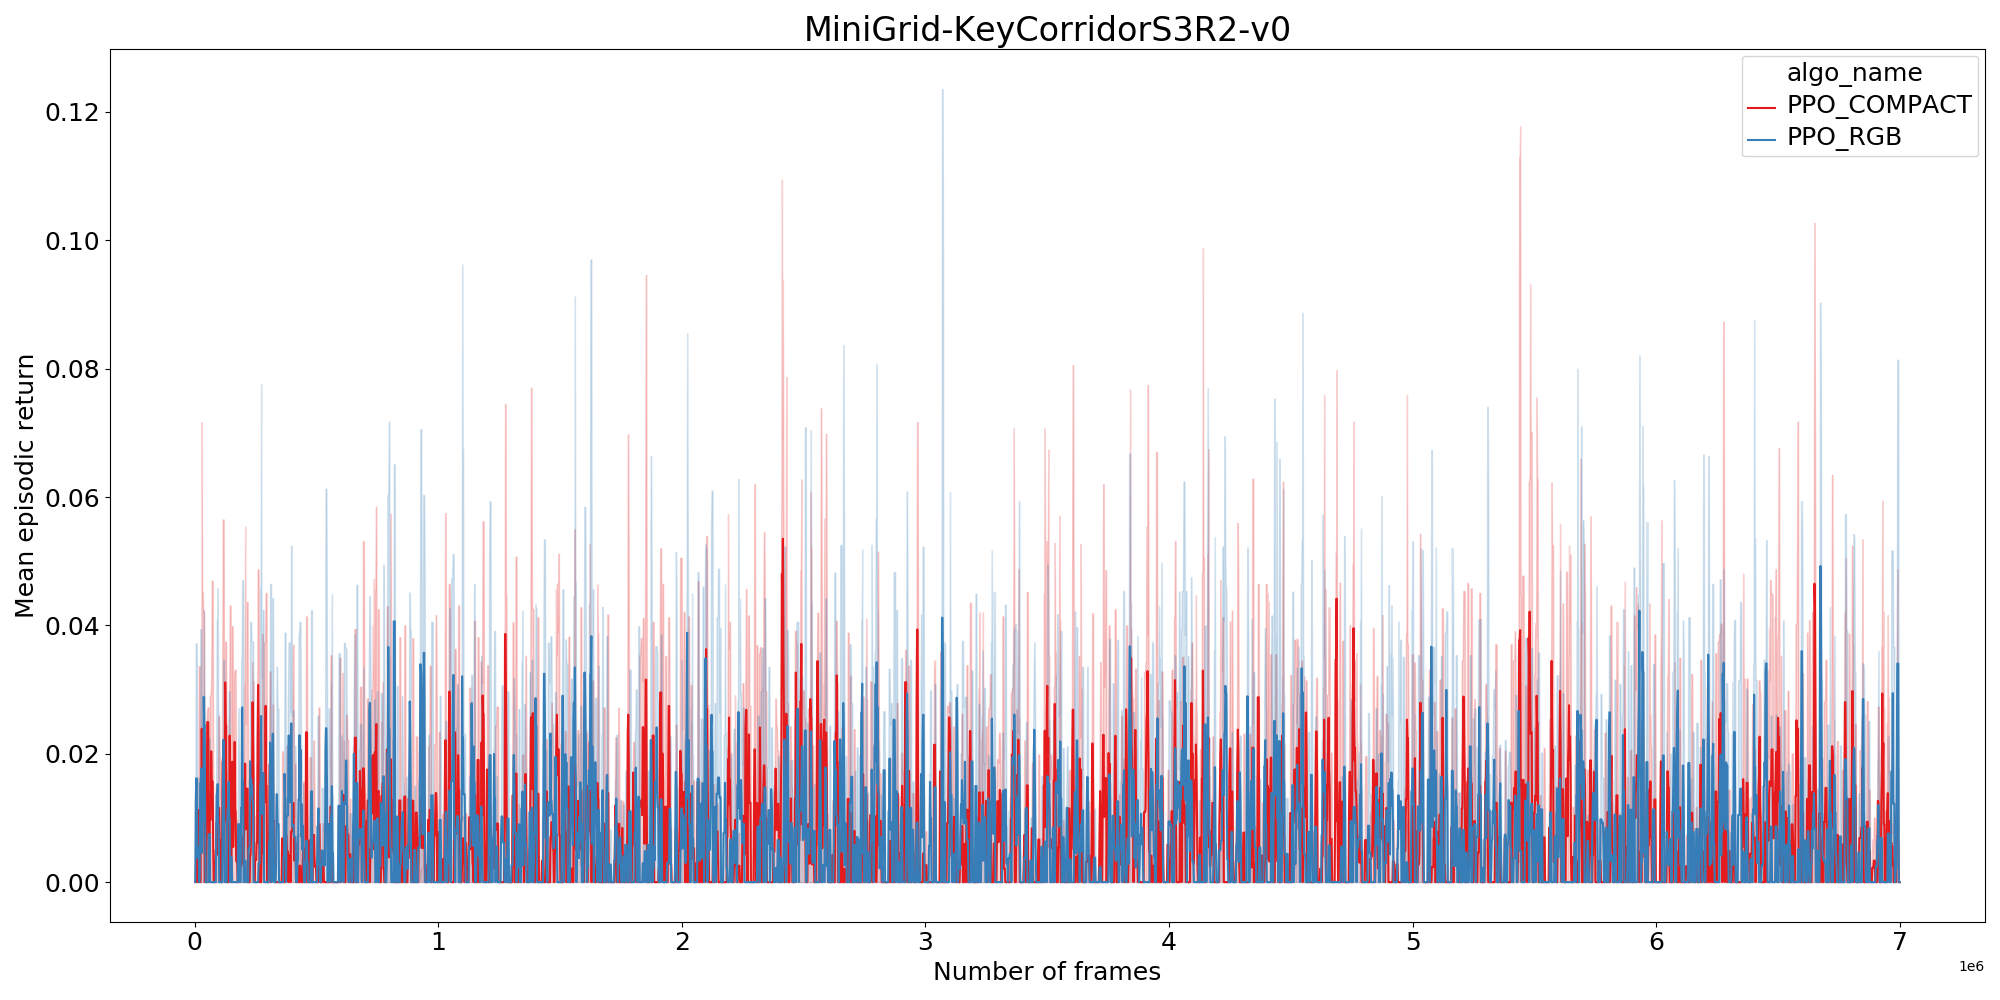 MiniGrid-KeyCorridorS3R2-v0
algo_name
PPO_COMPACT
PPO_RGB
Mean episodic return
0.12
0.10
0.08
0.06
0.04
0.02
0.00
0 1 2 3 4 5 6 7
Number of frames
1e6